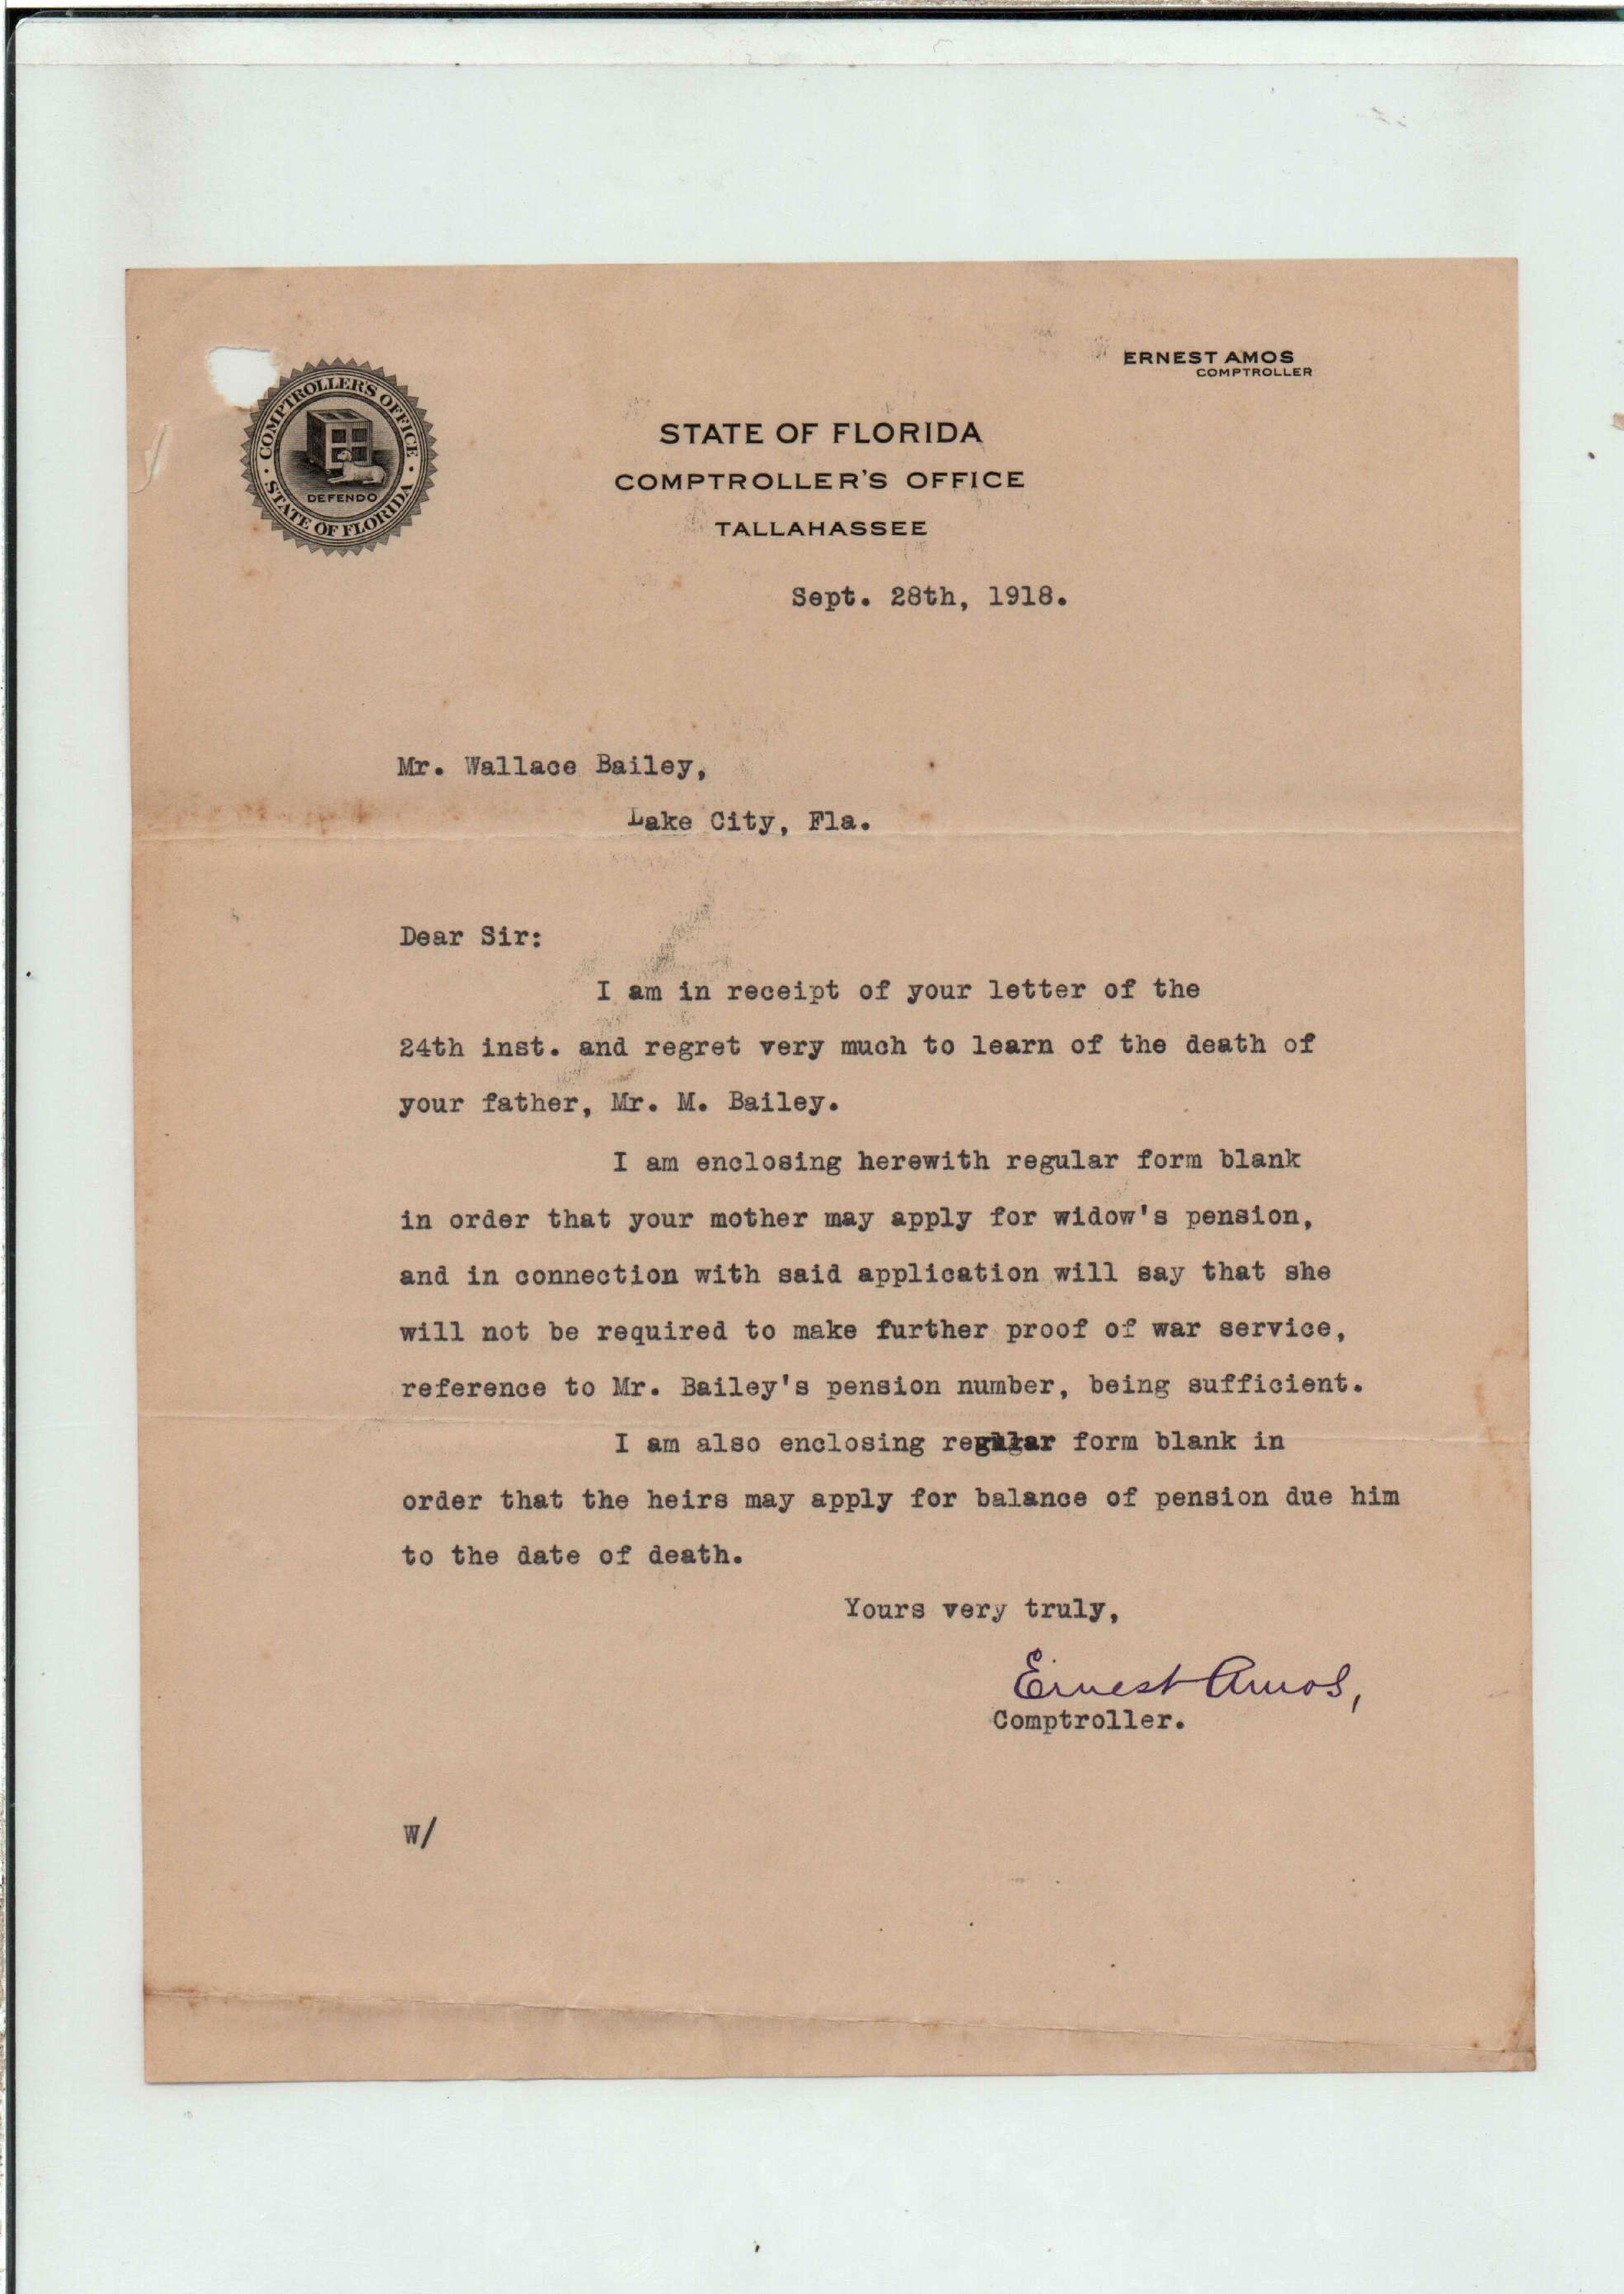 ERNEST AMOS
COMPTROLLER
COMPTROLLER'S OFFICE
DEFENDO
STATE OF FLORIDA
STATE OF FLORIDA
COMPTROLLER'S OFFICE
TALLAHASSEE
Sept. 28th, 1918.
Mr. Wallace Bailey,
Lake City, Fla.
Dear Sir:
I am in receipt of your letter of the
24th inst. and regret very much to learn of the death of
your father, Mr. M. Bailey.
I am enclosing herewith regular form blank
in order that your mother may apply for widow's pension,
and in connection with said application will say that she
will not be required to make further proof of war service,
reference to Mr. Bailey's pension number, being sufficient.
I am also enclosing regular form blank in
order that the heirs may apply for balance of pension due him
to the date of death.
Yours very truly,
Ernest Amos,
Comptroller.
W/